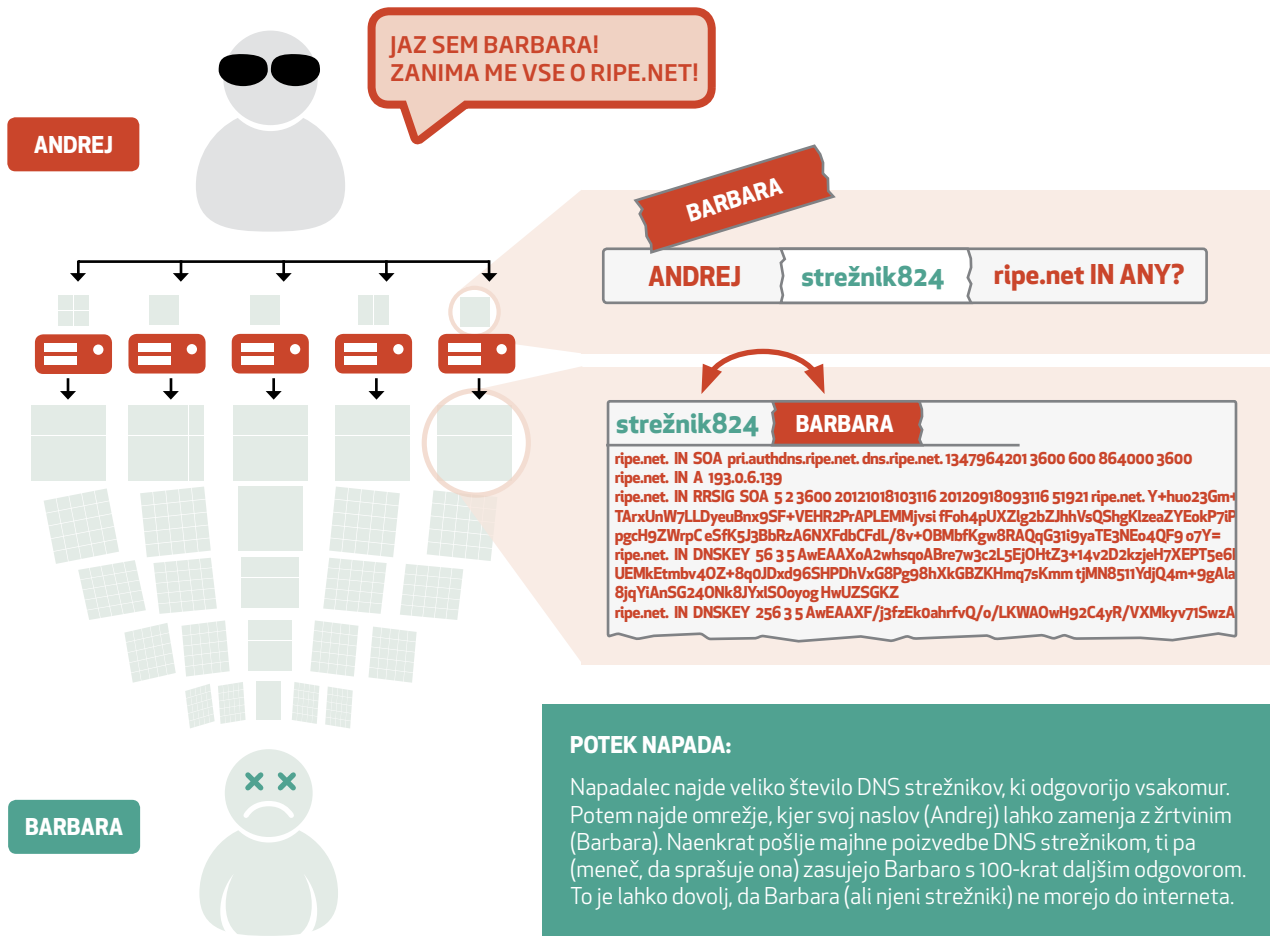 JAZ SEM BARBARA!
ZANIMA ME VSE O RIPE.NET!
ANDREJ
BARBARA
ANDREJ strežnik824 ripe.net IN ANY?
strežnik824 BARBARA
ripe.net. IN SOA pri.authdns.ripe.net. dns.ripe.net. 1347964201 3600 600 864000 3600
ripe.net. IN A 193.0.6.139
ripe.net. IN RRSIG SOA 5 2 3600 20121018103116 20120918093116 51921 ripe.net. Y+huo23Gm+
TArxUnW7LLDyeuBnx9SF+VEHR2PrAPLEMMjvsi fFoh4pUXZlg2bZJhhVsQShgKlzeaZYEokP7iP
pgcH9ZWrpC eSfK5J3BbRzA6NXFdbCFdL/8v+OBMbfKgw8RAQqG31i9yaTE3NEo4QF9 o7Y=
ripe.net. IN DNSKEY 56 3 5 AwEAAXoA2whsqoABre7w3c2L5EjOHtZ3+14v2D2kzjeH7XEPT5e6
UEMkEtmbv4OZ+8q0JDxd96SHPDhVxG8Pg98hXkGBZKHmq7sKmm tjMN8511YdjQ4m+9gAla
8jqYiAnSG24ONk8JYxlSOoyog HwUZSGKZ
ripe.net. IN DNSKEY 256 3 5 AwEAAXF/j3fzEk0ahrfvQ/o/LKWAOwH92C4yR/VXMkyv71SwzA
POTEK NAPADA:
Napadalec najde veliko število DNS strežnikov, ki odgovorijo vsakomur.
Potem najde omrežje, kjer svoj naslov (Andrej) lahko zamenja z žrtvinim
(Barbara). Naenkrat pošlje majhne poizvedbe DNS strežnikom, ti pa
(meneč, da sprašuje ona) zasujejo Barbaro s 100-krat daljšim odgovorom.
To je lahko dovolj, da Barbara (ali njeni strežniki) ne morejo do interneta.
BARBARA